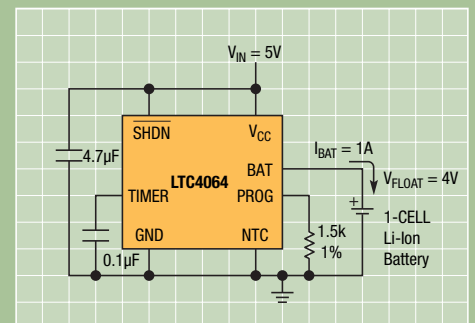 V_IN = 5V
SHDN
V_CC
I_BAT = 1A
4.7µF
LTC4064
BAT
V_FLOAT = 4V
TIMER
PROG
+
1-CELL
Li-Ion
Battery
1.5k
1%
GND
NTC
0.1µF